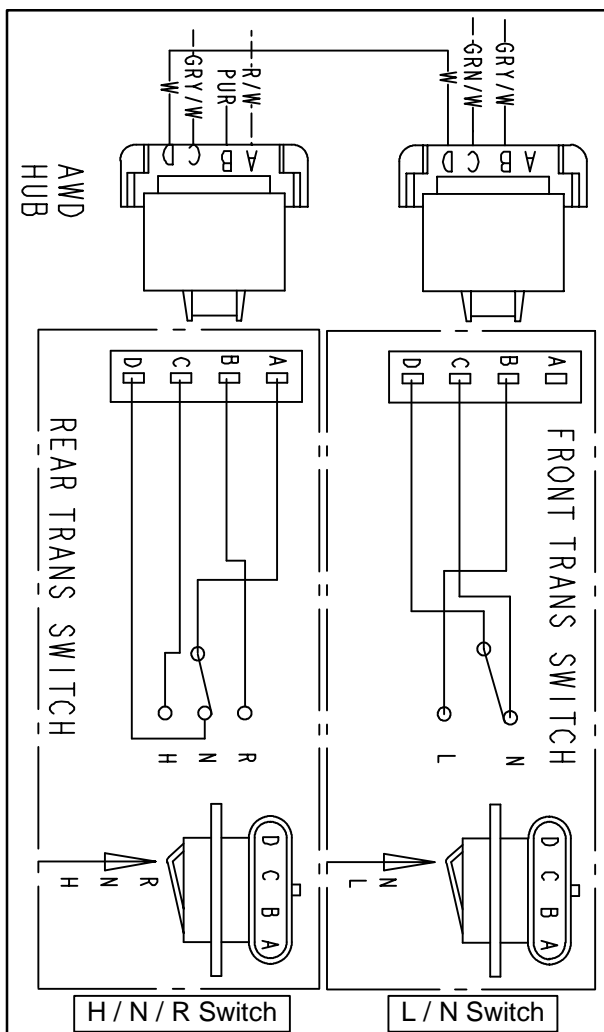 W
GRY/W
PUR
R/W
W
GRN/W
GRY/W
D C B A
D C B A
AWD
HUB
D C B A
D C B A
REAR TRANS SWITCH
FRONT TRANS SWITCH
H N R
L N
D C B A
D C B A
H N R
L N
H / N / R Switch
L / N Switch